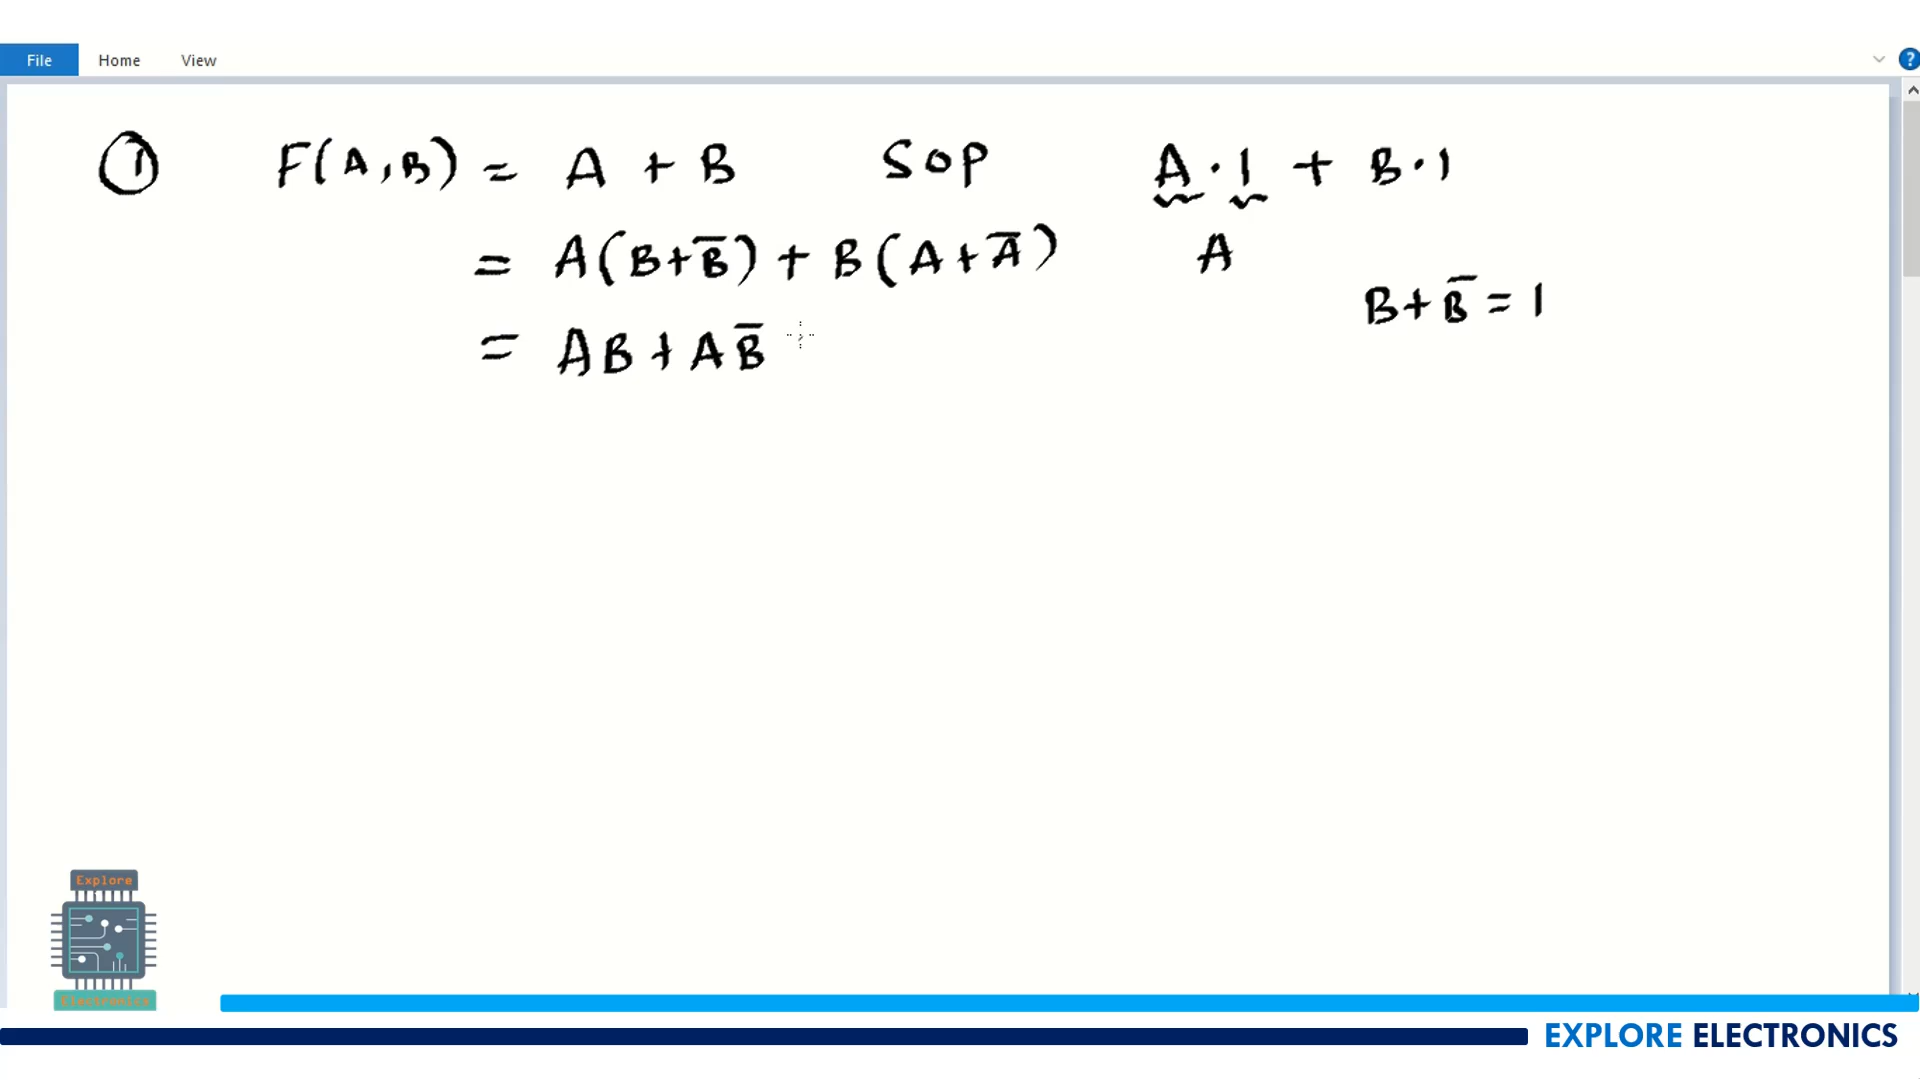 File Home View
① F(A,B) = A + B SOP A·1 + B·1
= A(B+B̅) + B(A+A̅) A
B+B̅ = 1
= AB + AB̅
Explore
Electronics
EXPLORE ELECTRONICS